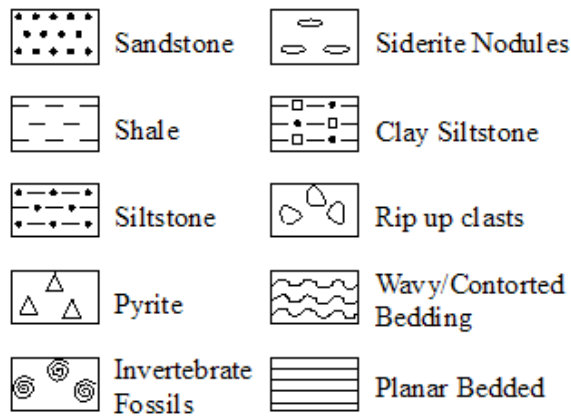 Sandstone
Siderite Nodules
Shale
Clay Siltstone
Siltstone
Rip up clasts
Pyrite
Wavy/Contorted
Bedding
Invertebrate
Fossils
Planar Bedded